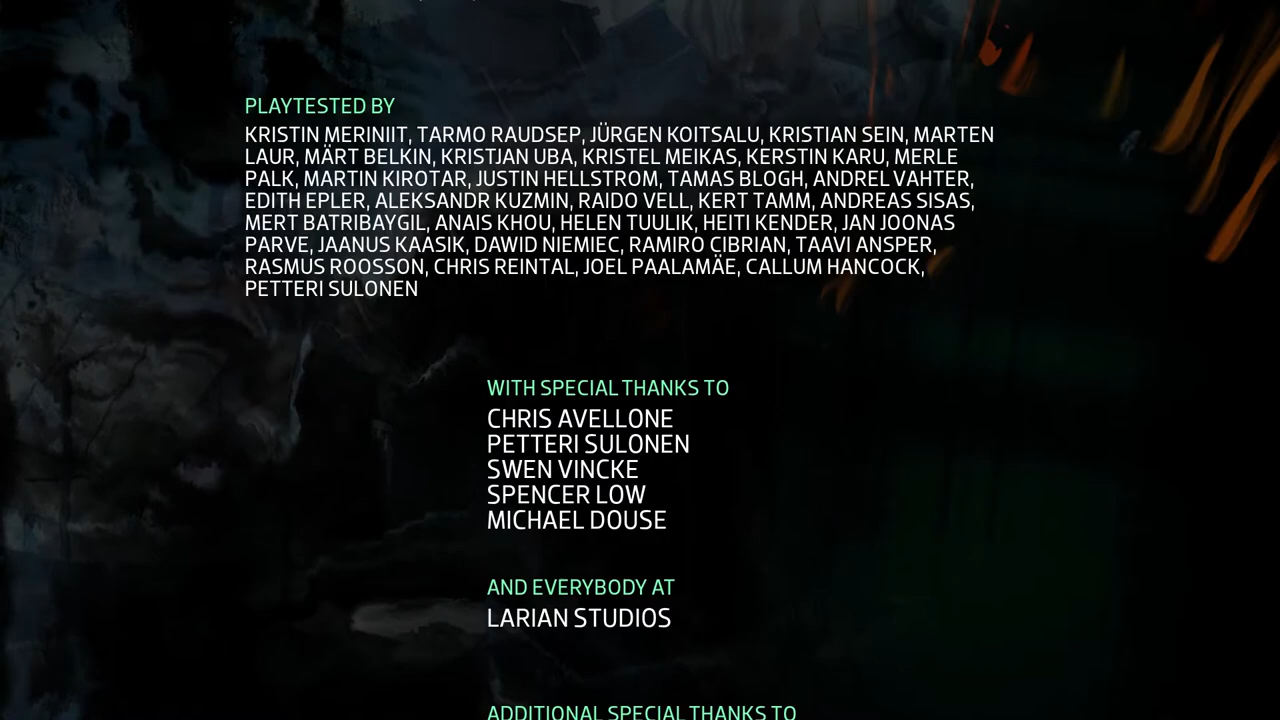 PLAYTESTED BY
KRISTIN MERINIIT, TARMO RAUDSEP, JÜRGEN KOITSALU, KRISTIAN SEIN, MARTEN
LAUR, MÄRT BELKIN, KRISTJAN UBA, KRISTEL MEIKAS, KERSTIN KARU, MERLE
PALK, MARTIN KIROTAR, JUSTIN HELLSTROM, TAMAS BLOGH, ANDREL VAHTER,
EDITH EPLER, ALEKSANDR KUZMIN, RAIDO VELL, KERT TAMM, ANDREAS SISAS,
MERT BATRIBAYGIL, ANAIS KHOU, HELEN TUULIK, HEITI KENDER, JAN JOONAS
PARVE, JAANUS KAASIK, DAWID NIEMIEC, RAMIRO CIBRIAN, TAAVI ANSPER,
RASMUS ROOSSON, CHRIS REINTAL, JOEL PAALAMÄE, CALLUM HANCOCK,
PETTERI SULONEN
WITH SPECIAL THANKS TO
CHRIS AVELLONE
PETTERI SULONEN
SWEN VINCKE
SPENCER LOW
MICHAEL DOUSE
AND EVERYBODY AT
LARIAN STUDIOS
ADDITIONAL SPECIAL THANKS TO